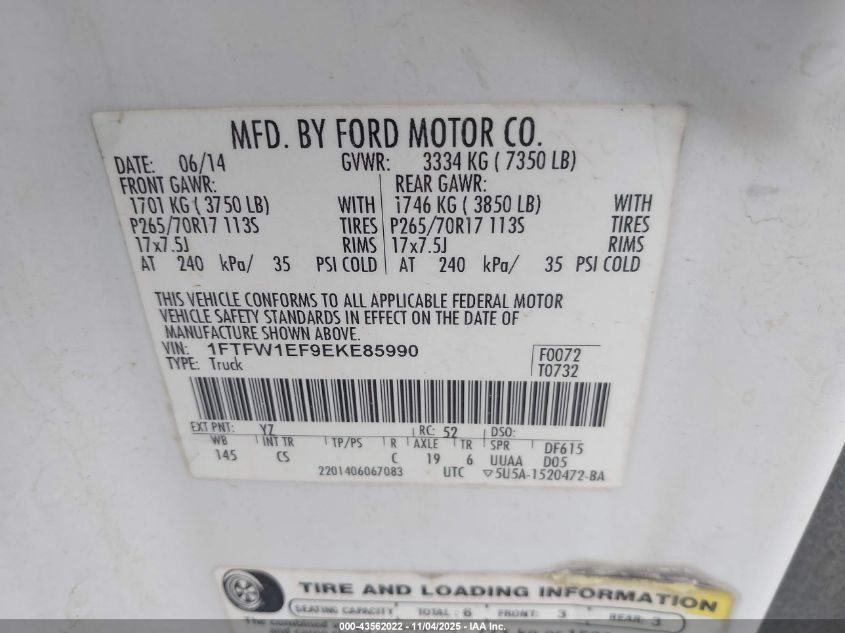 MFD. BY FORD MOTOR CO.
DATE: 06/14 GVWR: 3334 KG ( 7350 LB)
FRONT GAWR: REAR GAWR:
1701 KG ( 3750 LB) WITH 1746 KG ( 3850 LB) WITH
P265/70R17 113S TIRES P265/70R17 113S TIRES
17x7.5J RIMS 17x7.5J RIMS
AT 240 kPa/ 35 PSI COLD AT 240 kPa/ 35 PSI COLD
THIS VEHICLE CONFORMS TO ALL APPLICABLE FEDERAL MOTOR
VEHICLE SAFETY STANDARDS IN EFFECT ON THE DATE OF
MANUFACTURE SHOWN ABOVE.
VIN: 1FTFW1EF9EKE85990 F0072
TYPE: Truck T0732
EXT PNT: YZ RC: 52 DSO:
WB INT TR TP/PS R AXLE TR SPR DF615
145 CS C 19 6 UUAA D05
2201406067083 UTC ▽5U5A-1520472-BA
TIRE AND LOADING INFORMATION
SEATING CAPACITY TOTAL : 6 FRONT: 3 REAR: 3
The combined
000-43562022 - 11/04/2025 - IAA Inc.